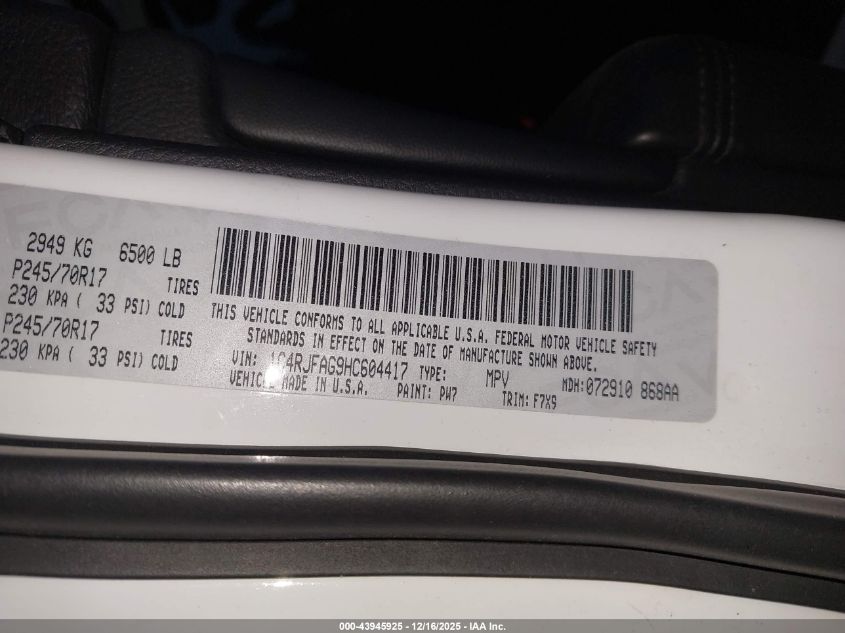 2949 KG 6500 LB
P245/70R17 TIRES
230 KPA ( 33 PSI) COLD
P245/70R17 TIRES
230 KPA ( 33 PSI) COLD
THIS VEHICLE CONFORMS TO ALL APPLICABLE U.S.A. FEDERAL MOTOR VEHICLE SAFETY
STANDARDS IN EFFECT ON THE DATE OF MANUFACTURE SHOWN ABOVE.
VIN: 1C4RJFAG9HC604417 TYPE: MPV MDH:072910 868AA
VEHICLE MADE IN U.S.A. PAINT: PW7 TRIM: F7X9
000-43945925 - 12/16/2025 - IAA Inc.